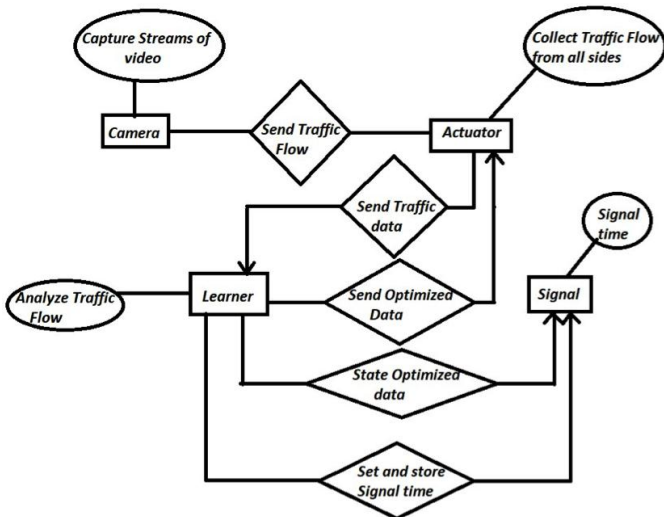 Capture Streams of
video
Collect Traffic Flow
from all sides
Camera
Send Traffic
Flow
Actuator
Send Traffic
data
Signal
time
Analyze Traffic
Flow
Learner
Send Optimized
Data
Signal
State Optimized
data
Set and store
Signal time